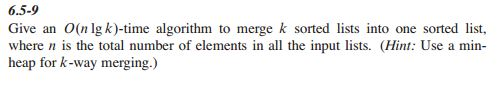 6.5-9
Give an O(n lg k)-time algorithm to merge k sorted lists into one sorted list,
where n is the total number of elements in all the input lists. (Hint: Use a min-
heap for k-way merging.)